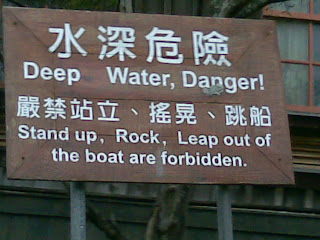 水深危險
Deep Water, Danger!
嚴禁站立、搖晃、跳船
Stand up, Rock, Leap out of
the boat are forbidden.